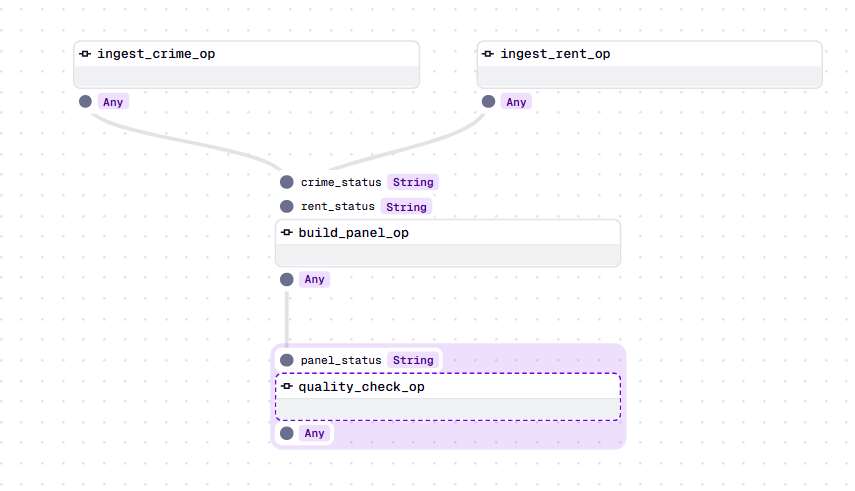 ingest_crime_op
ingest_rent_op
Any
Any
crime_status String
rent_status String
build_panel_op
Any
panel_status String
quality_check_op
Any